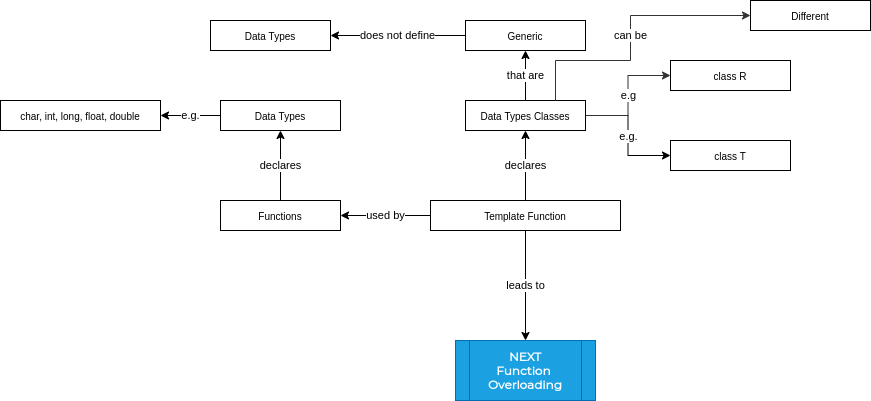 Different
Data Types
does not define
Generic
can be
that are
class R
e.g
char, int, long, float, double
e.g.
Data Types
Data Types Classes
e.g.
class T
declares
declares
Functions
used by
Template Function
leads to
NEXT
Function
Overloading